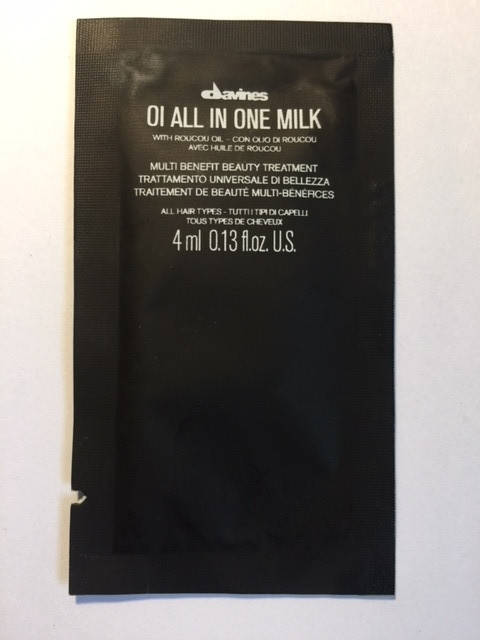 davines
OI ALL IN ONE MILK
WITH ROUCOU OIL - CON OLIO DI ROUCOU
AVEC HUILE DE ROUCOU
MULTI BENEFIT BEAUTY TREATMENT
TRATTAMENTO UNIVERSALE DI BELLEZZA
TRAITEMENT DE BEAUTÉ MULTI-BÉNÉFICES
ALL HAIR TYPES - TUTTI I TIPI DI CAPELLI
TOUS TYPES DE CHEVEUX
4 ml 0.13 fl.oz. U.S.